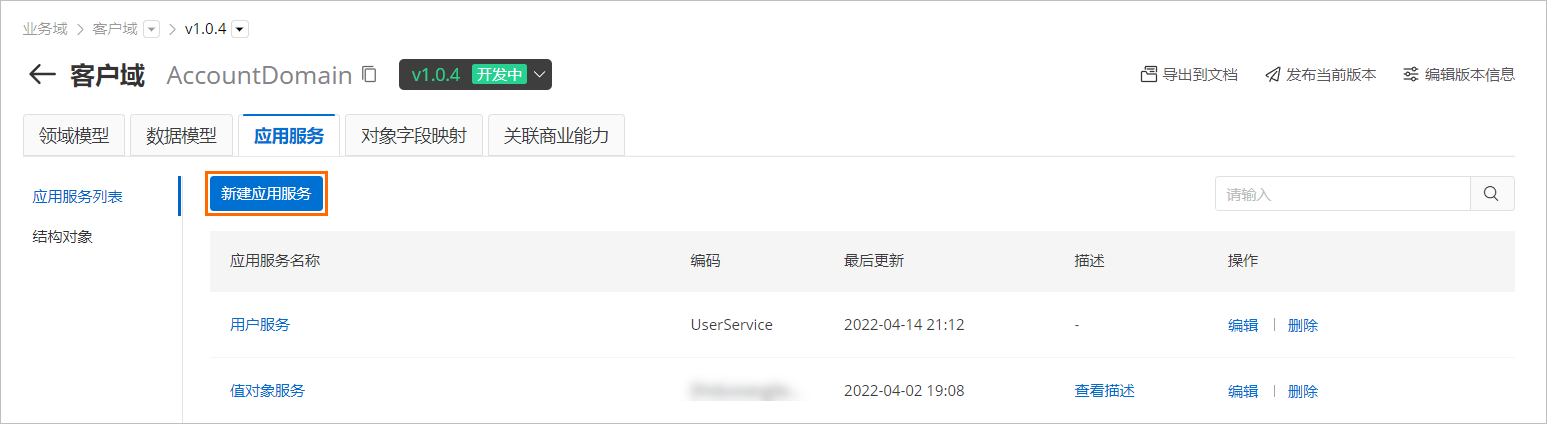 业务域 客户域 v1.0.4
客户域 AccountDomain v1.0.4 开发中 导出到文档 发布当前版本 编辑版本信息
领域模型 数据模型 应用服务 对象字段映射 关联商业能力
应用服务列表 新建应用服务 请输入
结构对象
应用服务名称 编码 最后更新 描述 操作
用户服务 UserService 2022-04-14 21:12 - 编辑 删除
值对象服务 2022-04-02 19:08 查看描述 编辑 删除